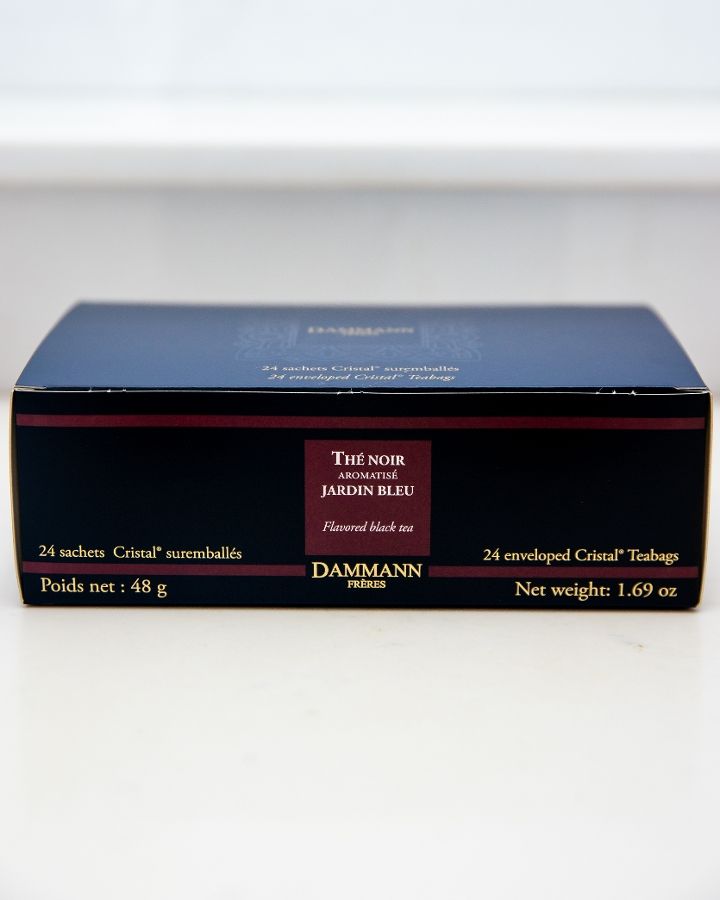 DAMMANN
FRÈRES
24 sachets Cristal® suremballés
24 enveloped Cristal® Teabags
THÉ NOIR
AROMATISÉ
JARDIN BLEU
Flavored black tea
24 sachets Cristal® suremballés
24 enveloped Cristal® Teabags
DAMMANN
FRÈRES
Poids net : 48 g
Net weight: 1.69 oz